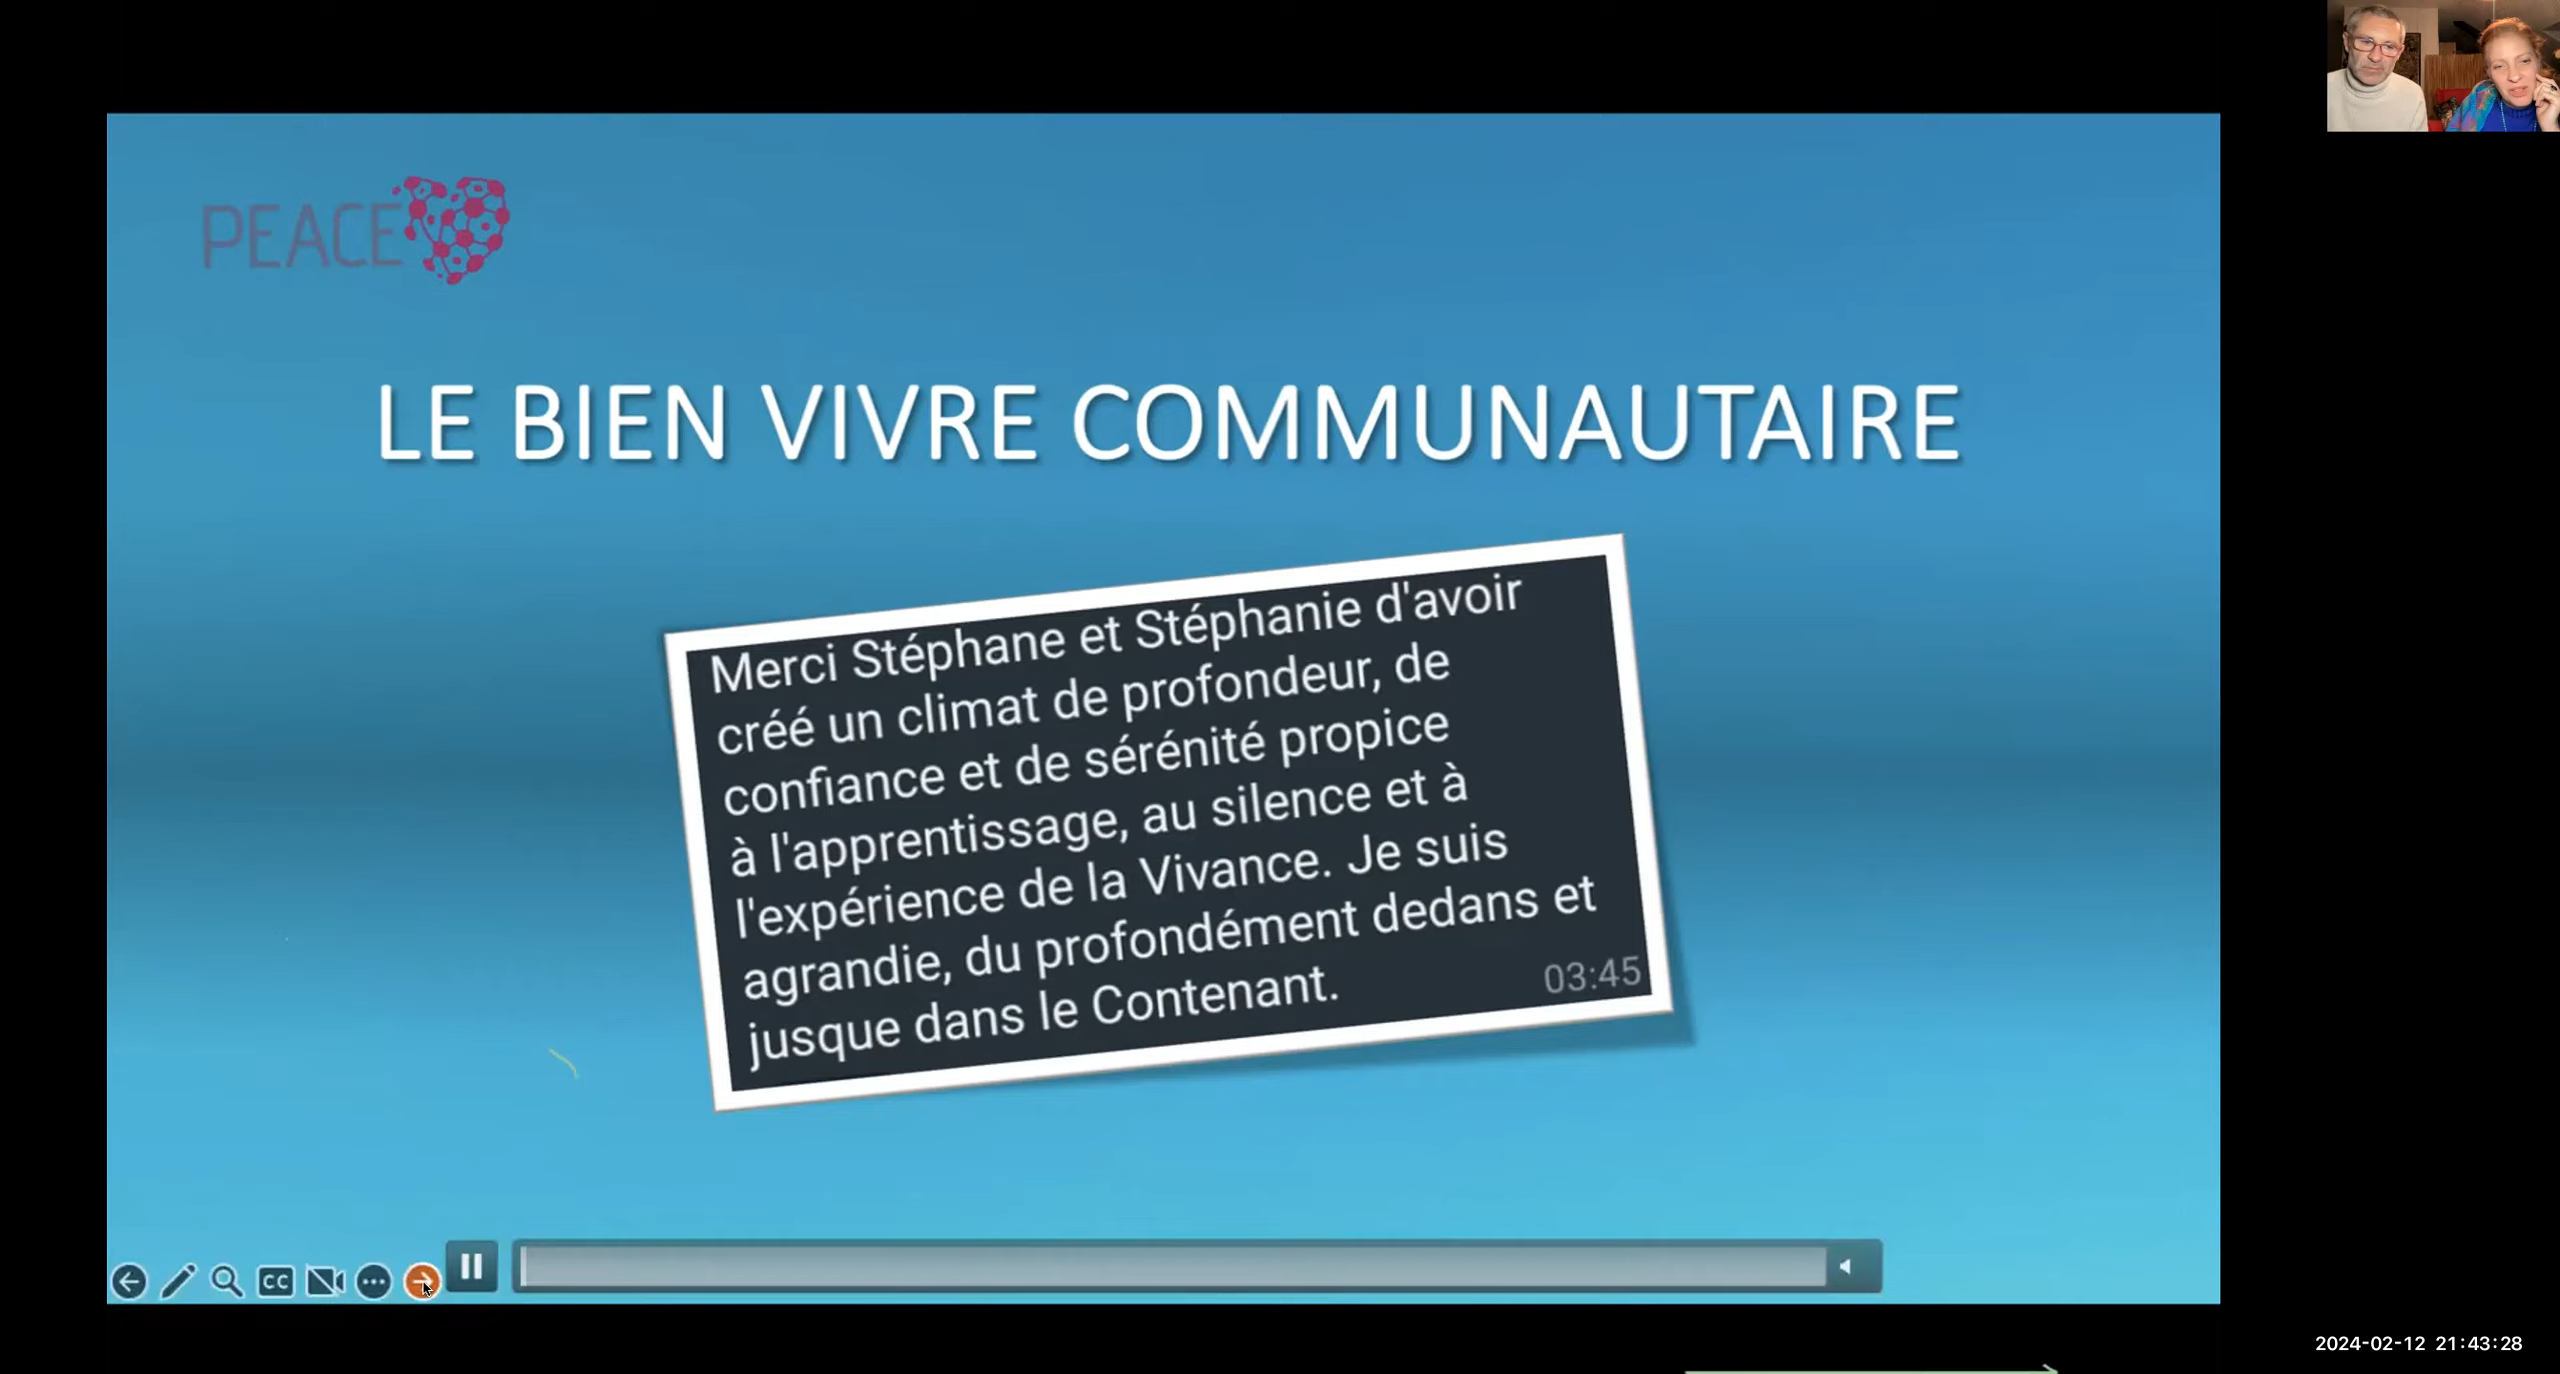 PEACE
LE BIEN VIVRE COMMUNAUTAIRE
Merci Stéphane et Stéphanie d'avoir
créé un climat de profondeur, de
confiance et de sérénité propice
à l'apprentissage, au silence et à
l'expérience de la Vivance. Je suis
agrandie, du profondément dedans et
jusque dans le Contenant.
03:45
CC
2024-02-12 21:43:28